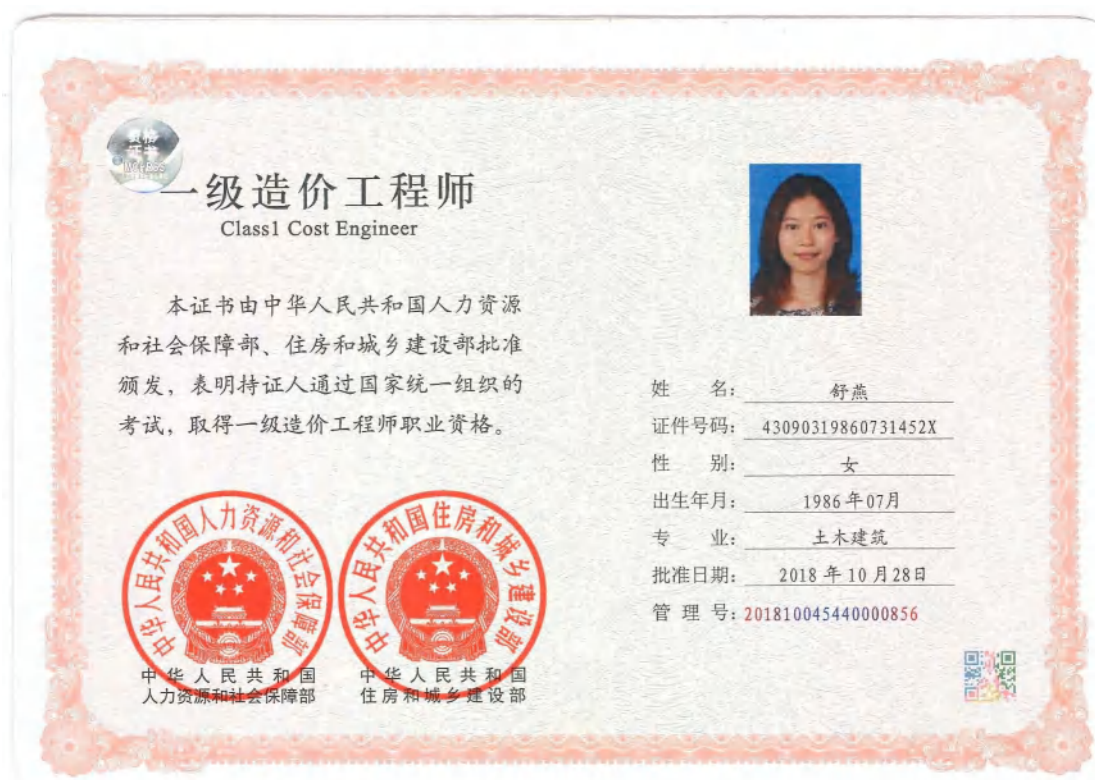 资格
证书
一级造价工程师
Class1 Cost Engineer
本证书由中华人民共和国人力资源
和社会保障部、住房和城乡建设部批准
颁发，表明持证人通过国家统一组织的
考试，取得一级造价工程师职业资格。
姓 名：舒燕
证件号码：43090319860731452X
性 别：女
出生年月：1986年07月
专 业：土木建筑
批准日期：2018年10月28日
管 理 号：201810045440000856
中华人民共和国人力资源和社会保障部
中华人民共和国住房和城乡建设部
中华人民共和国
人力资源和社会保障部
中华人民共和国
住房和城乡建设部